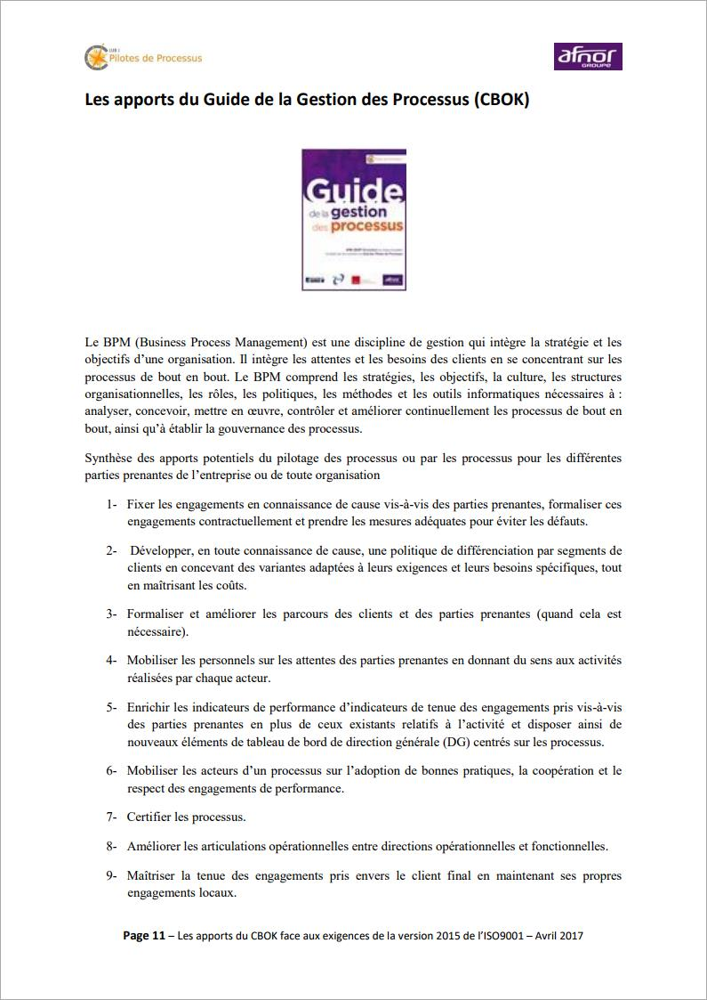 CLUB |
Pilotes de Processus
afnor
GROUPE
Les apports du Guide de la Gestion des Processus (CBOK)
Guide
de la gestion
des processus
afnor
Le BPM (Business Process Management) est une discipline de gestion qui intègre la stratégie et les
objectifs d’une organisation. Il intègre les attentes et les besoins des clients en se concentrant sur les
processus de bout en bout. Le BPM comprend les stratégies, les objectifs, la culture, les structures
organisationnelles, les rôles, les politiques, les méthodes et les outils informatiques nécessaires à :
analyser, concevoir, mettre en œuvre, contrôler et améliorer continuellement les processus de bout en
bout, ainsi qu’à établir la gouvernance des processus.
Synthèse des apports potentiels du pilotage des processus ou par les processus pour les différentes
parties prenantes de l’entreprise ou de toute organisation
1- Fixer les engagements en connaissance de cause vis-à-vis des parties prenantes, formaliser ces
engagements contractuellement et prendre les mesures adéquates pour éviter les défauts.
2- Développer, en toute connaissance de cause, une politique de différenciation par segments de
clients en concevant des variantes adaptées à leurs exigences et leurs besoins spécifiques, tout
en maîtrisant les coûts.
3- Formaliser et améliorer les parcours des clients et des parties prenantes (quand cela est
nécessaire).
4- Mobiliser les personnels sur les attentes des parties prenantes en donnant du sens aux activités
réalisées par chaque acteur.
5- Enrichir les indicateurs de performance d’indicateurs de tenue des engagements pris vis-à-vis
des parties prenantes en plus de ceux existants relatifs à l’activité et disposer ainsi de
nouveaux éléments de tableau de bord de direction générale (DG) centrés sur les processus.
6- Mobiliser les acteurs d’un processus sur l’adoption de bonnes pratiques, la coopération et le
respect des engagements de performance.
7- Certifier les processus.
8- Améliorer les articulations opérationnelles entre directions opérationnelles et fonctionnelles.
9- Maîtriser la tenue des engagements pris envers le client final en maintenant ses propres
engagements locaux.
Page 11 – Les apports du CBOK face aux exigences de la version 2015 de l’ISO9001 – Avril 2017